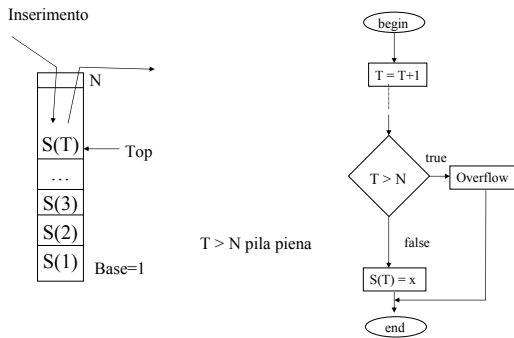 Inserimento
N
S(T)
Top
...
S(3)
S(2)
S(1)
Base=1
T > N pila piena
begin
T = T+1
T > N
true
Overflow
false
S(T) = x
end